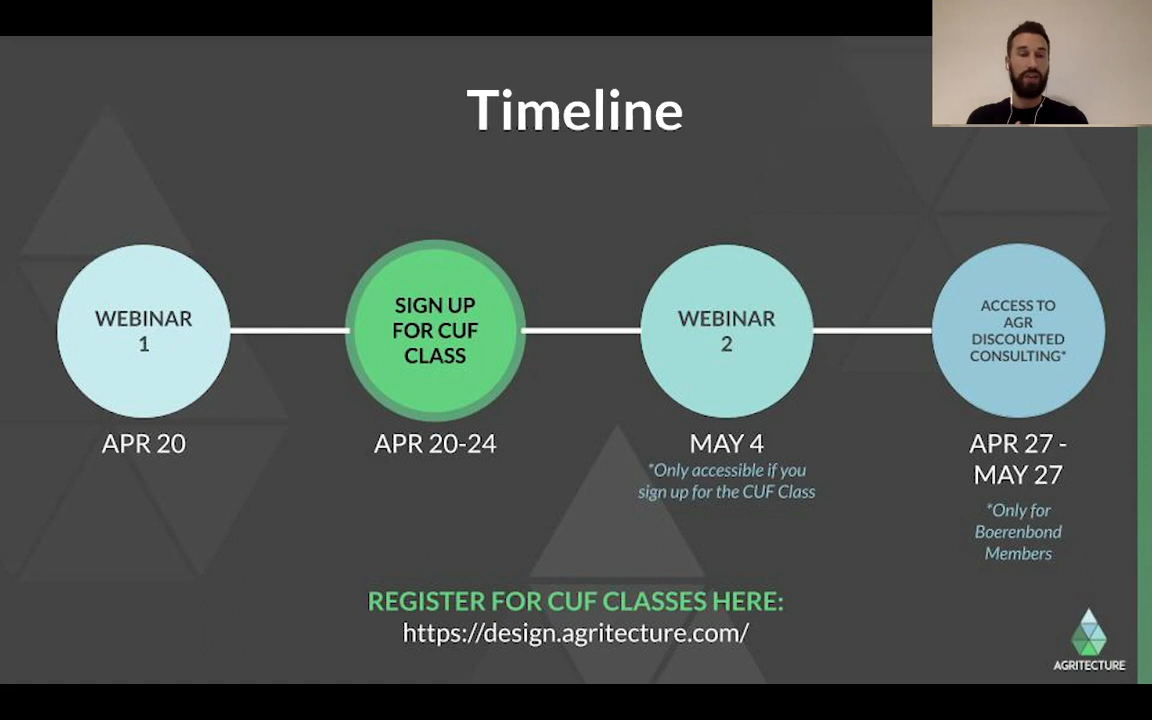 Timeline
WEBINAR
1
SIGN UP
FOR CUF
CLASS
WEBINAR
2
ACCESS TO
AGR
DISCOUNTED
CONSULTING*
APR 20
APR 20-24
MAY 4
*Only accessible if you
sign up for the CUF Class
APR 27 -
MAY 27
*Only for
Boerenbond
Members
REGISTER FOR CUF CLASSES HERE:
https://design.agritecture.com/
AGRITECTURE